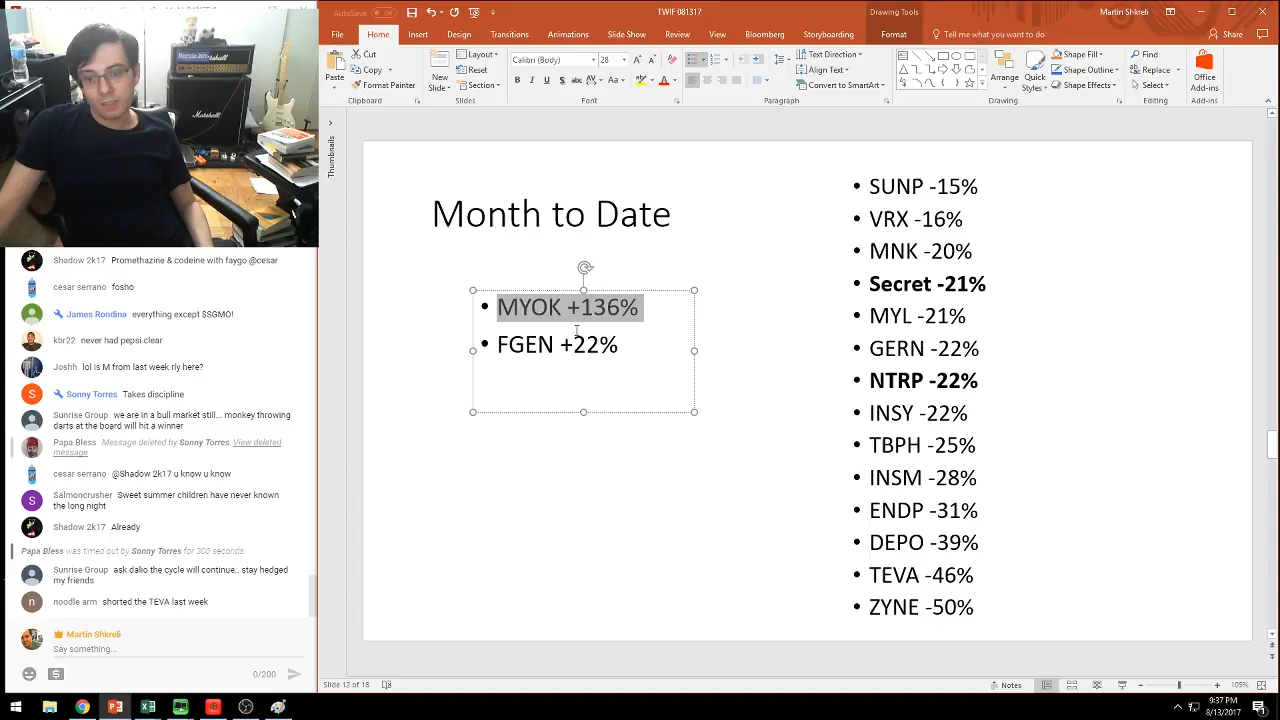 AutoSave Off
TWIF 081317
Drawing Tools
Martin Shkreli
File Home Insert Design Transitions Animations Slide Show Review View Bloomberg Storyboarding Format Tell me what you want to do Share
Paste
Cut
Copy
Format Painter
Clipboard
New Slide
Layout
Reset
Section
Slides
Calibri (Body)
Font
Text Direction
Align Text
Convert to SmartArt
Paragraph
Arrange
Quick Styles
Shape Fill
Shape Outline
Shape Effects
Drawing
Find
Replace
Select
Editing
Office Add-ins
Add-ins
Marshall
Thumbnails
Month to Date
• MYOK +136%
• FGEN +22%
• SUNP -15%
• VRX -16%
• MNK -20%
• Secret -21%
• MYL -21%
• GERN -22%
• NTRP -22%
• INSY -22%
• TBPH -25%
• INSM -28%
• ENDP -31%
• DEPO -39%
• TEVA -46%
• ZYNE -50%
Shadow 2k17 Promethazine & codeine with faygo @cesar
cesar serrano fosho
James Rondina everything except $SGMO!
kbr22 never had pepsi clear
Joshh lol is M from last week rly here?
Sonny Torres Takes discipline
Sunrise Group we are in a bull market still... monkey throwing
darts at the board will hit a winner
Papa Bless Message deleted by Sonny Torres. View deleted
message
cesar serrano @Shadow 2k17 u know u know
Salmoncrusher Sweet summer children have never known
the long night
Shadow 2k17 Already
Papa Bless was timed out by Sonny Torres for 300 seconds.
Sunrise Group ask dalio the cycle will continue.. stay hedged
my friends
noodle arm shorted the TEVA last week
Martin Shkreli
Say something...
0/200
Slide 12 of 18
Notes
105%
9:37 PM
8/13/2017